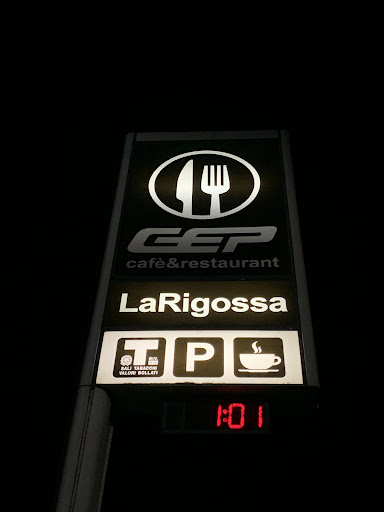 GEP
cafè&restaurant
LaRigossa
T
SALI TABACCHI
VALORI BOLLATI
P
1:01